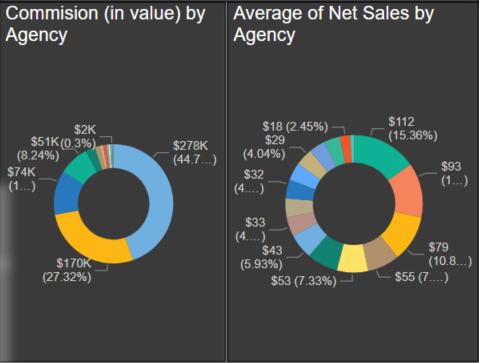 Commision (in value) by
Agency
$2K
(0.3%)
$51K
(8.24%)
$74K
(1...)
$278K
(44.7...)
$170K
(27.32%)
Average of Net Sales by
Agency
$18 (2.45%)
$29
(4.04%)
$32
(4....)
$33
(4....)
$43
(5.93%)
$53 (7.33%)
$112
(15.36%)
$93
(1...)
$79
(10.8...)
$55 (7....)